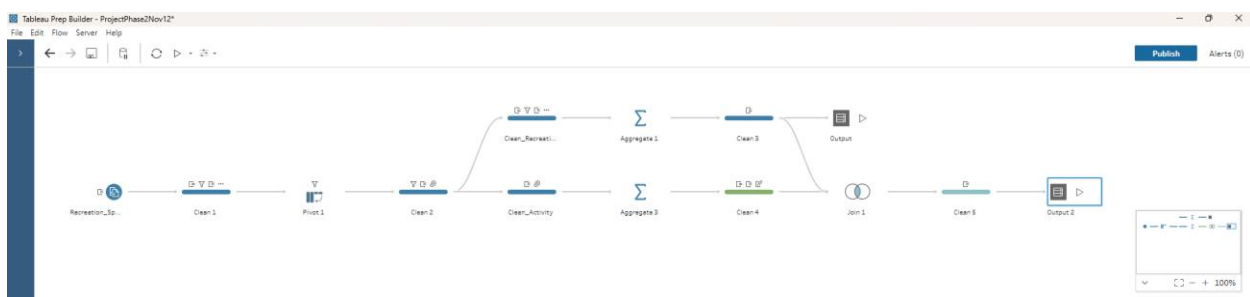 Tableau Prep Builder - ProjectPhase2Nov12*
File Edit Flow Server Help
Publish Alerts (0)
Clean_Recreati... Aggregate 1 Clean 3 Output
Recreation_Sp... Clean 1 Pivot 1 Clean 2 Clean_Activity Aggregate 3 Clean 4 Join 1 Clean 5 Output 2
100%